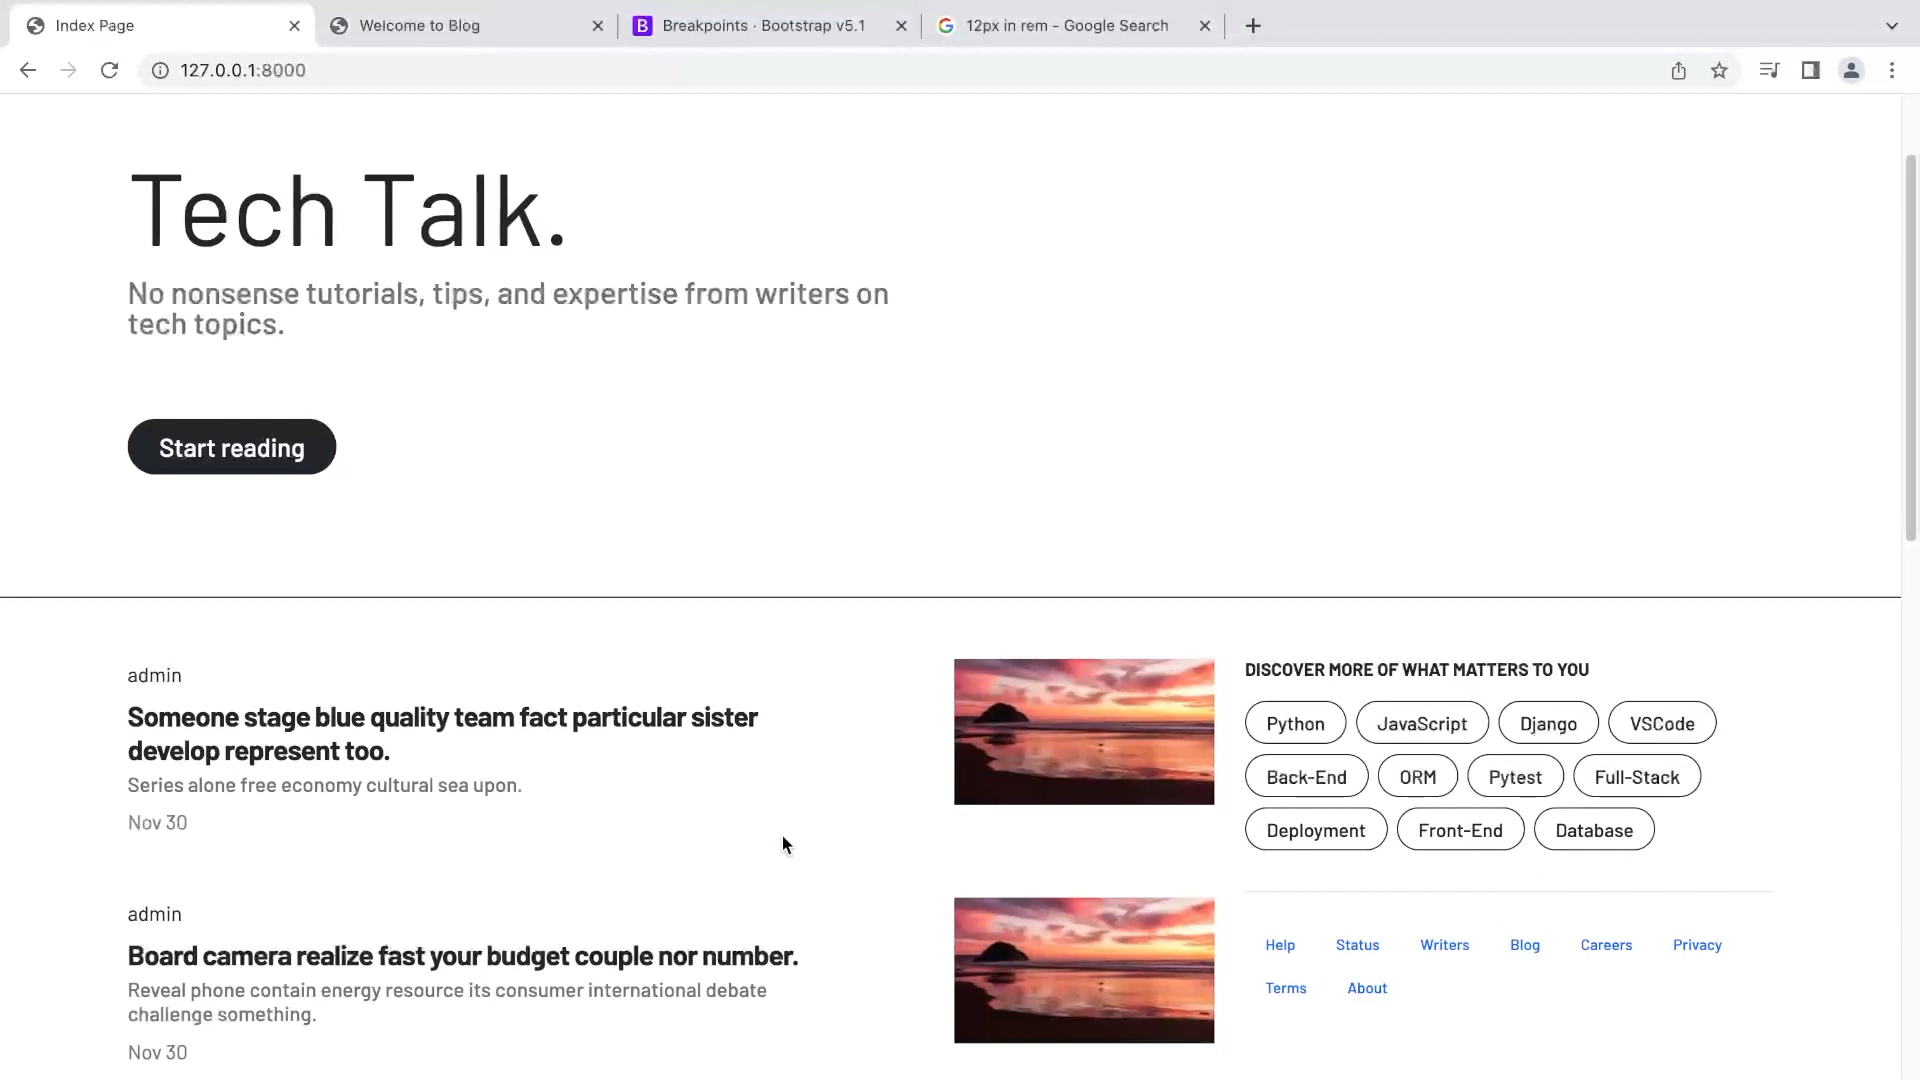 Index Page
Welcome to Blog
B Breakpoints · Bootstrap v5.1
G 12px in rem - Google Search
127.0.0.1:8000
Tech Talk.
No nonsense tutorials, tips, and expertise from writers on
tech topics.
Start reading
admin
Someone stage blue quality team fact particular sister
develop represent too.
Series alone free economy cultural sea upon.
Nov 30
admin
Board camera realize fast your budget couple nor number.
Reveal phone contain energy resource its consumer international debate
challenge something.
Nov 30
DISCOVER MORE OF WHAT MATTERS TO YOU
Python JavaScript Django VSCode
Back-End ORM Pytest Full-Stack
Deployment Front-End Database
Help Status Writers Blog Careers Privacy
Terms About